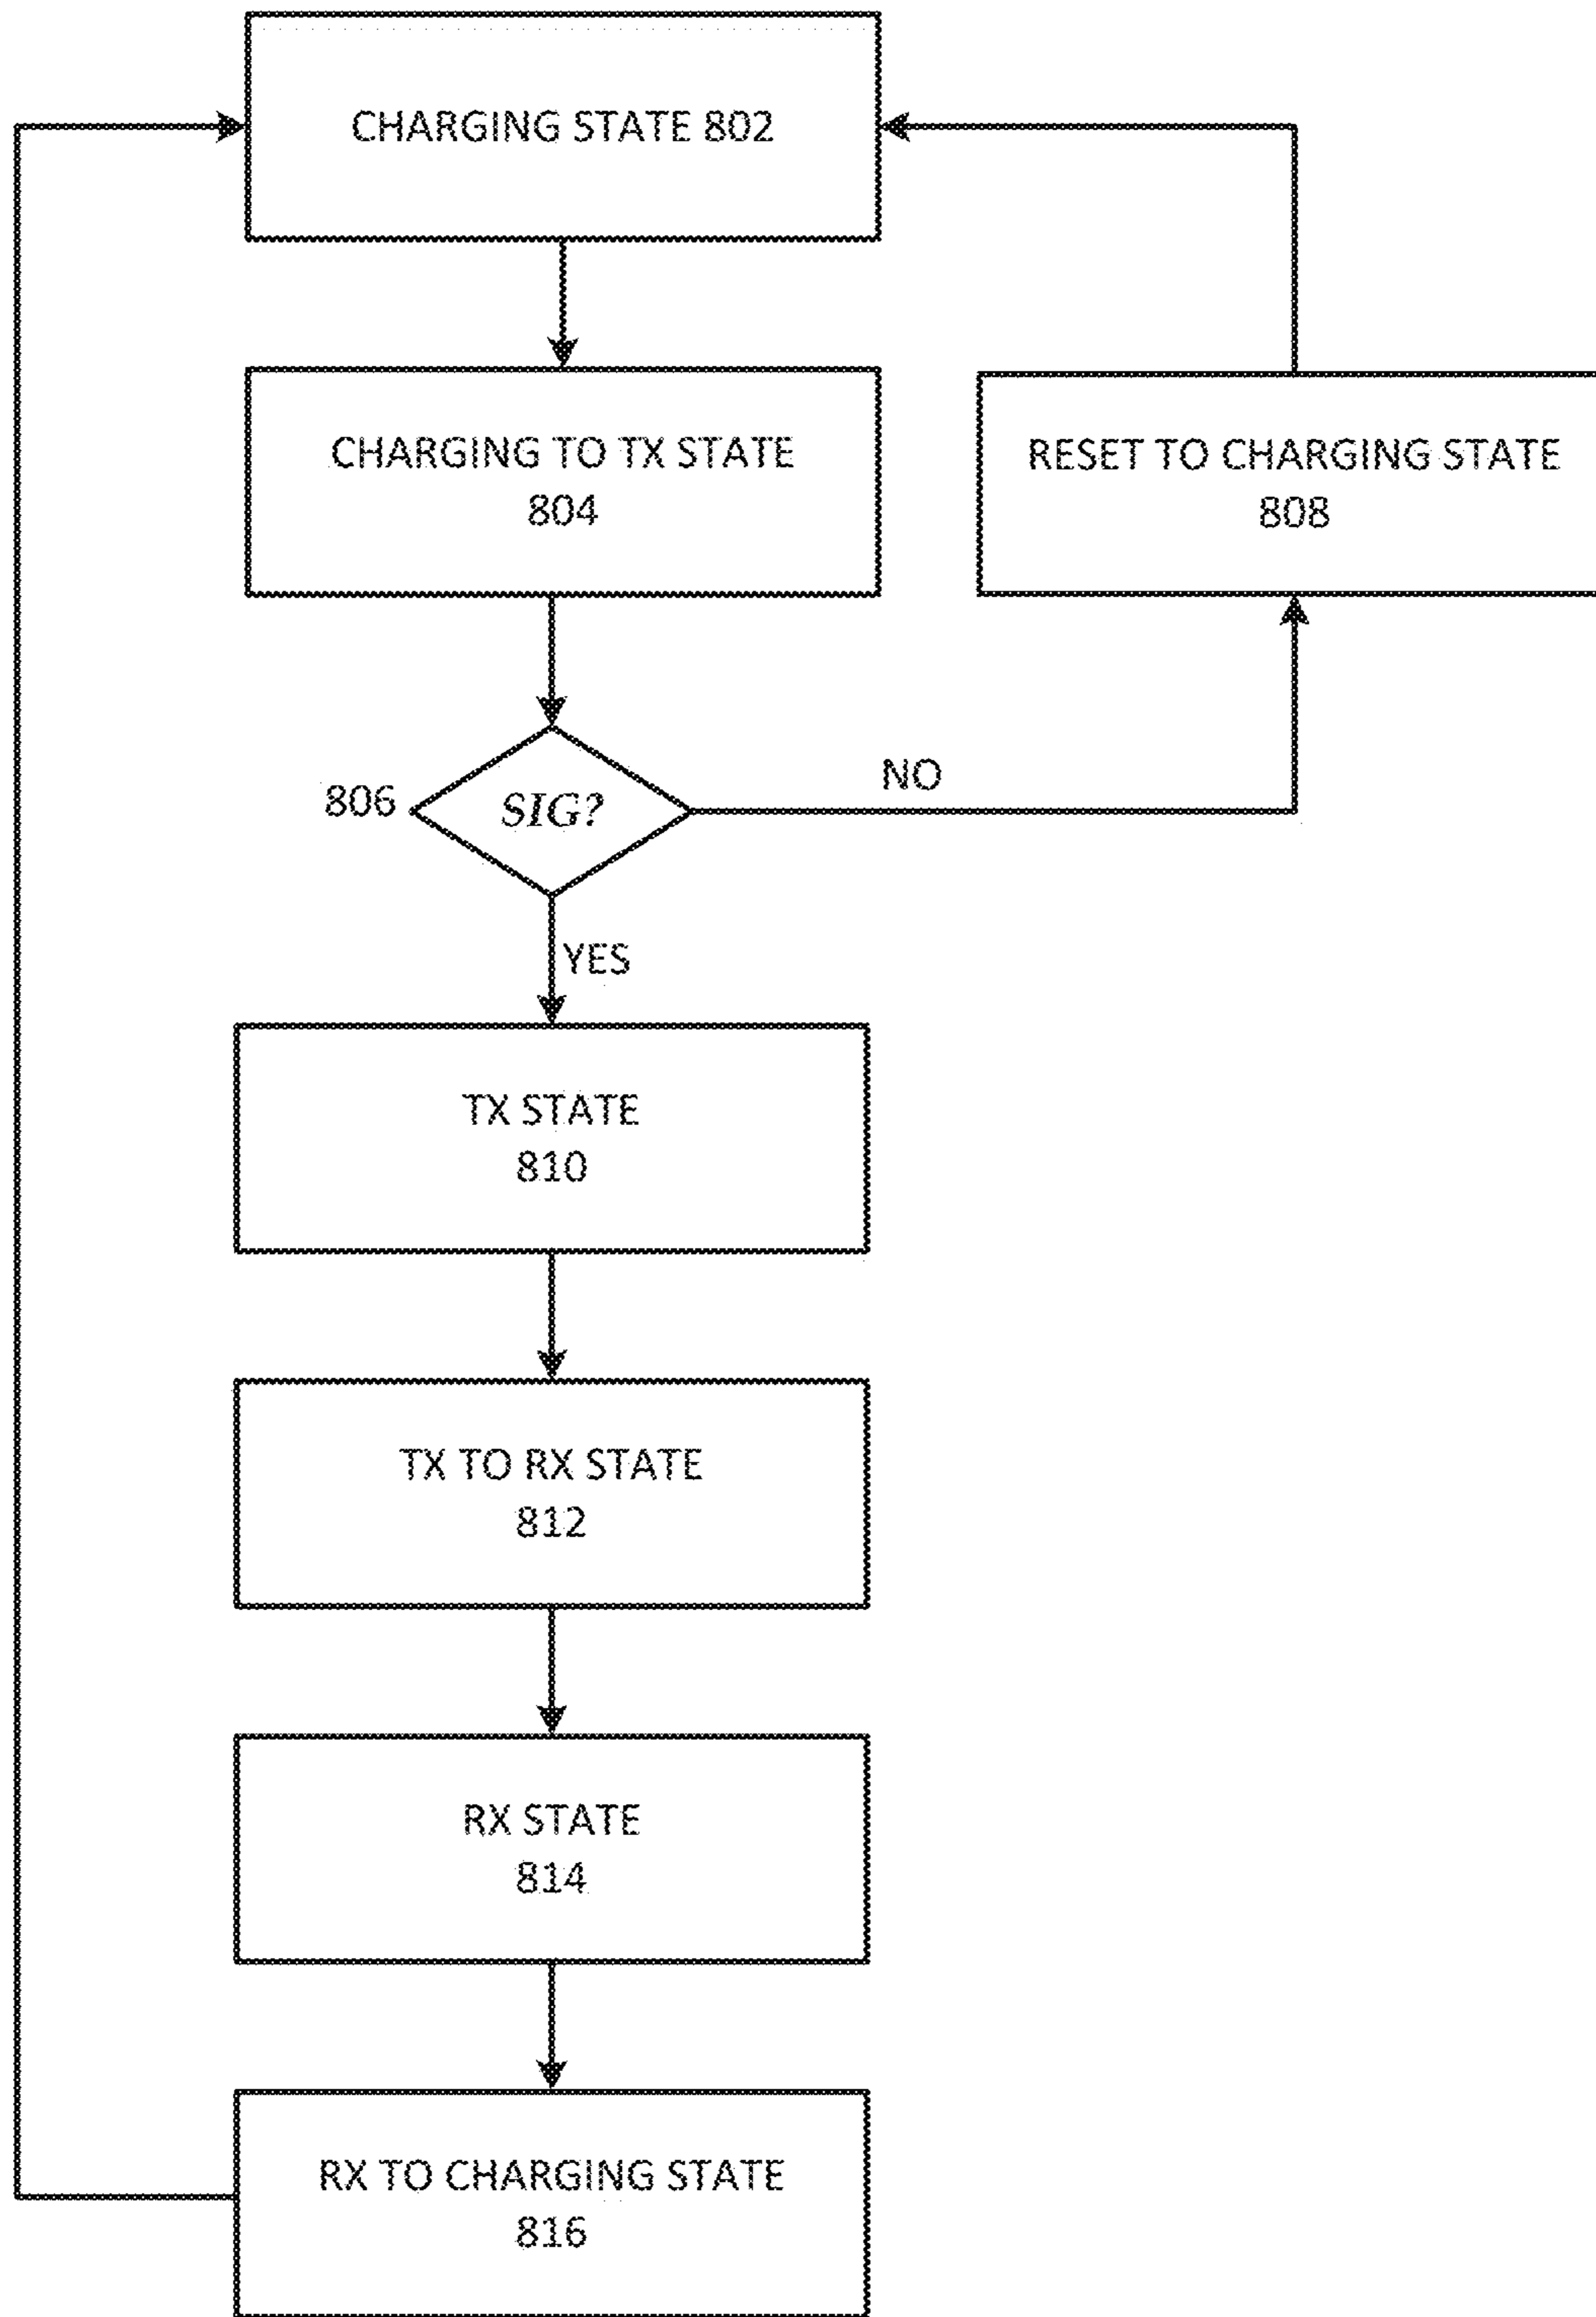 CHARGING STATE 802
CHARGING TO TX STATE
804
RESET TO CHARGING STATE
808
806
SIG?
NO
YES
TX STATE
810
TX TO RX STATE
812
RX STATE
814
RX TO CHARGING STATE
816